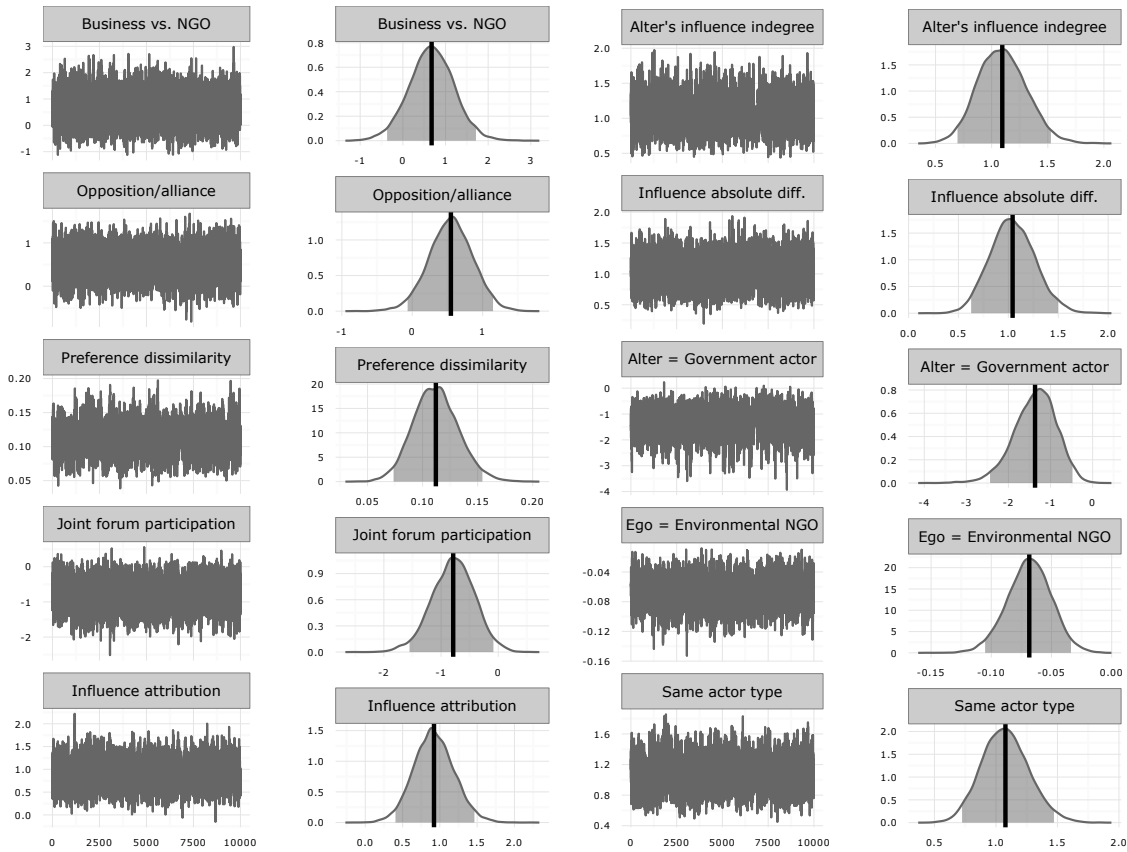 Business vs. NGO
3
2
1
0
-1
Business vs. NGO
0.8
0.6
0.4
0.2
0.0
-1 0 1 2 3
Alter's influence indegree
2.0
1.5
1.0
0.5
Alter's influence indegree
1.5
1.0
0.5
0.0
0.5 1.0 1.5 2.0
Opposition/alliance
1
0
Opposition/alliance
1.0
0.5
0.0
-1 0 1
Influence absolute diff.
2.0
1.5
1.0
0.5
Influence absolute diff.
1.5
1.0
0.5
0.0
0.0 0.5 1.0 1.5 2.0
Preference dissimilarity
0.20
0.15
0.10
0.05
Preference dissimilarity
20
15
10
5
0
0.05 0.10 0.15 0.20
Alter = Government actor
0
-1
-2
-3
-4
Alter = Government actor
0.8
0.6
0.4
0.2
0.0
-4 -3 -2 -1 0
Joint forum participation
0
-1
-2
Joint forum participation
0.9
0.6
0.3
0.0
-2 -1 0
Ego = Environmental NGO
-0.04
-0.08
-0.12
-0.16
Ego = Environmental NGO
20
15
10
5
0
-0.15 -0.10 -0.05 0.00
Influence attribution
2.0
1.5
1.0
0.5
0.0
0 2500 5000 7500 10000
Influence attribution
1.5
1.0
0.5
0.0
0.0 0.5 1.0 1.5 2.0
Same actor type
1.6
1.2
0.8
0.4
0 2500 5000 7500 10000
Same actor type
2.0
1.5
1.0
0.5
0.0
0.5 1.0 1.5 2.0